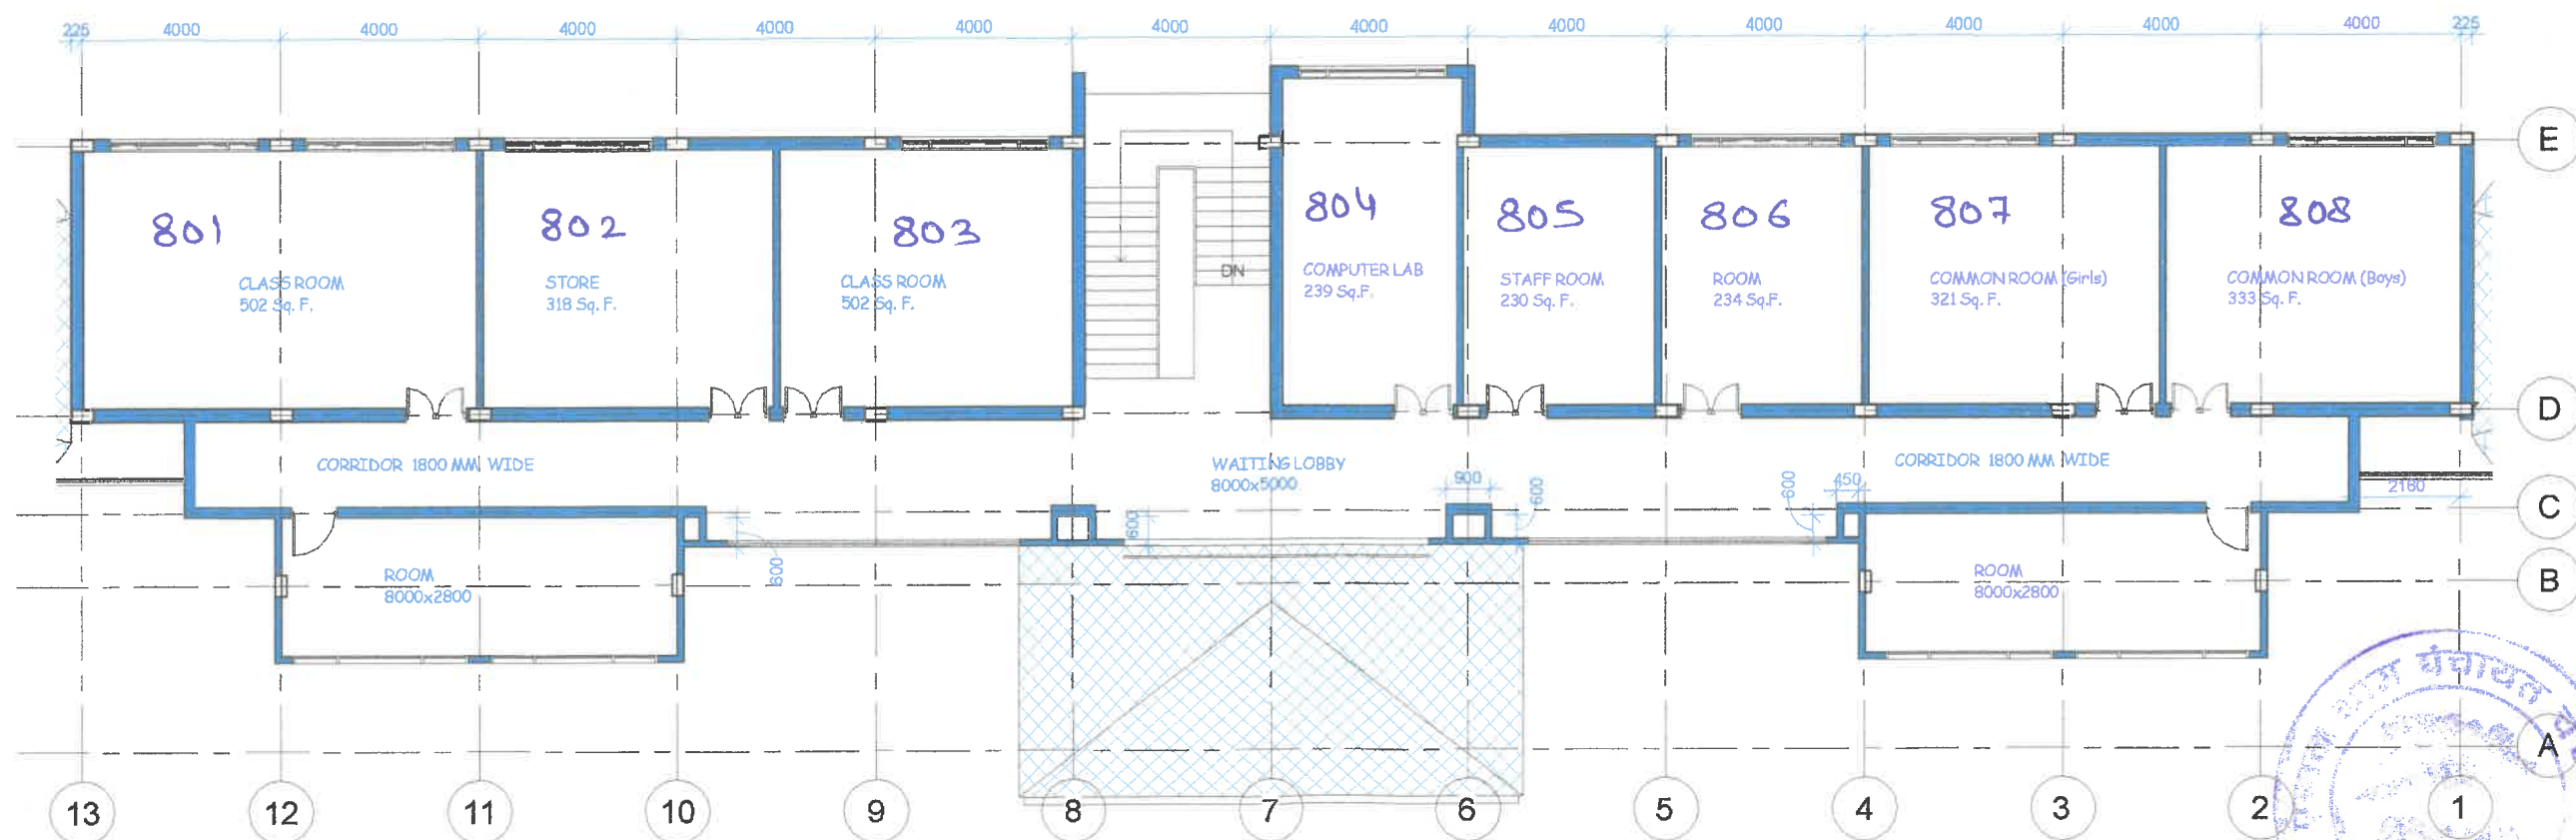 225 4000 4000 4000 4000 4000 4000 4000 4000 4000 4000 4000 4000 225
E
801 802 803 804 805 806 807 808
CLASS ROOM
502 Sq. F.
STORE
318 Sq. F.
CLASS ROOM
502 Sq. F.
DN
COMPUTER LAB
239 Sq.F.
STAFF ROOM
230 Sq. F.
ROOM
234 Sq.F.
COMMON ROOM (Girls)
321 Sq. F.
COMMON ROOM (Boys)
333 Sq. F.
D
CORRIDOR 1800 MM WIDE
WAITING LOBBY
8000x5000
CORRIDOR 1800 MM WIDE
900
600
600
450
2160
C
600
600
ROOM
8000x2800
ROOM
8000x2800
B
ग्राम पंचायत
A
13 12 11 10 9 8 7 6 5 4 3 2 1